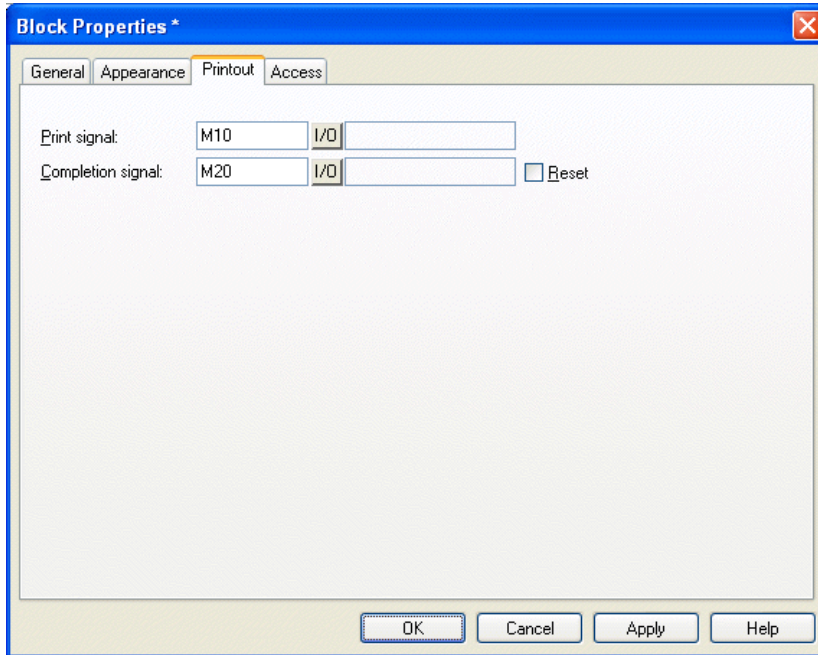 Block Properties *
General Appearance Printout Access
Print signal: M10 I/O
Completion signal: M20 I/O Reset
OK Cancel Apply Help